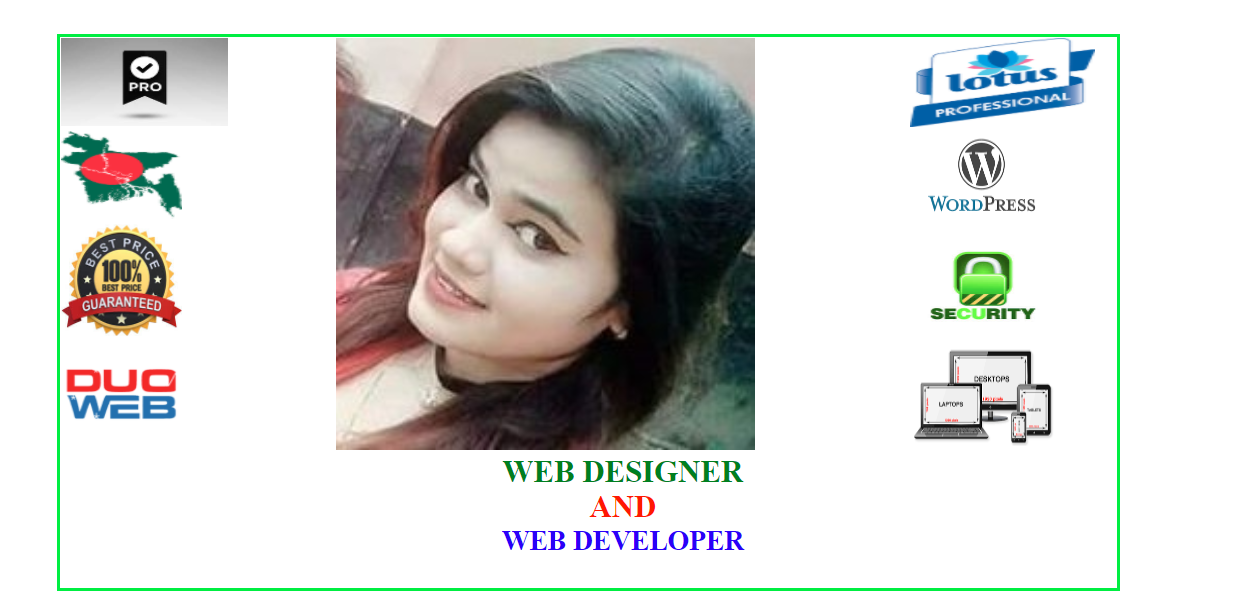 PRO
BEST PRICE
100%
BEST PRICE
GUARANTEED
DUO
WEB
WEB DESIGNER
AND
WEB DEVELOPER
lotus
PROFESSIONAL
WORDPRESS
SECURITY
DESKTOPS
LAPTOPS
TABLETS